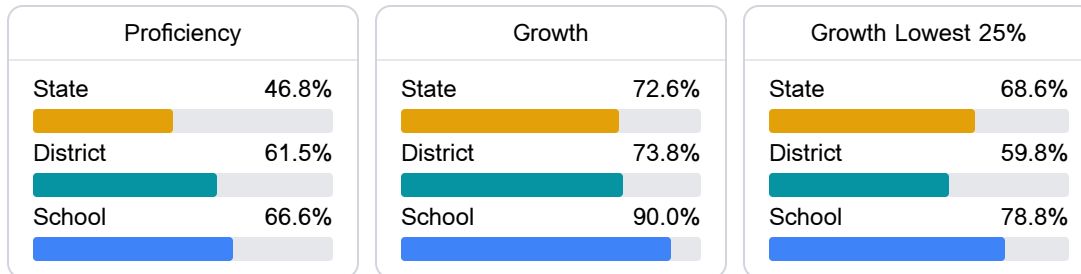 Proficiency
State 46.8%
District 61.5%
School 66.6%
Growth
State 72.6%
District 73.8%
School 90.0%
Growth Lowest 25%
State 68.6%
District 59.8%
School 78.8%